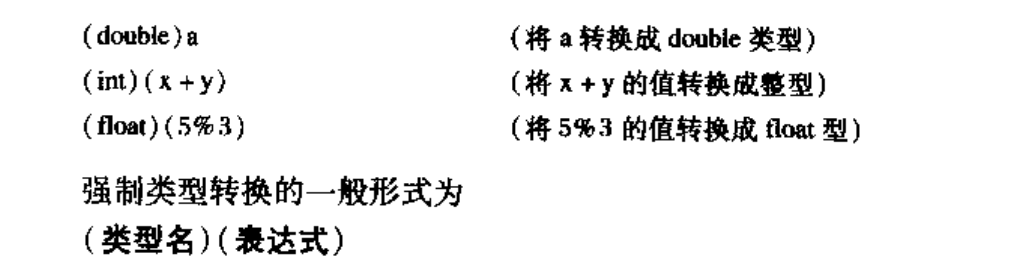 (double)a (将 a 转换成 double 类型)
(int)(x+y) (将 x+y 的值转换成整型)
(float)(5%3) (将 5%3 的值转换成 float 型)
强制类型转换的一般形式为
(类型名)(表达式)